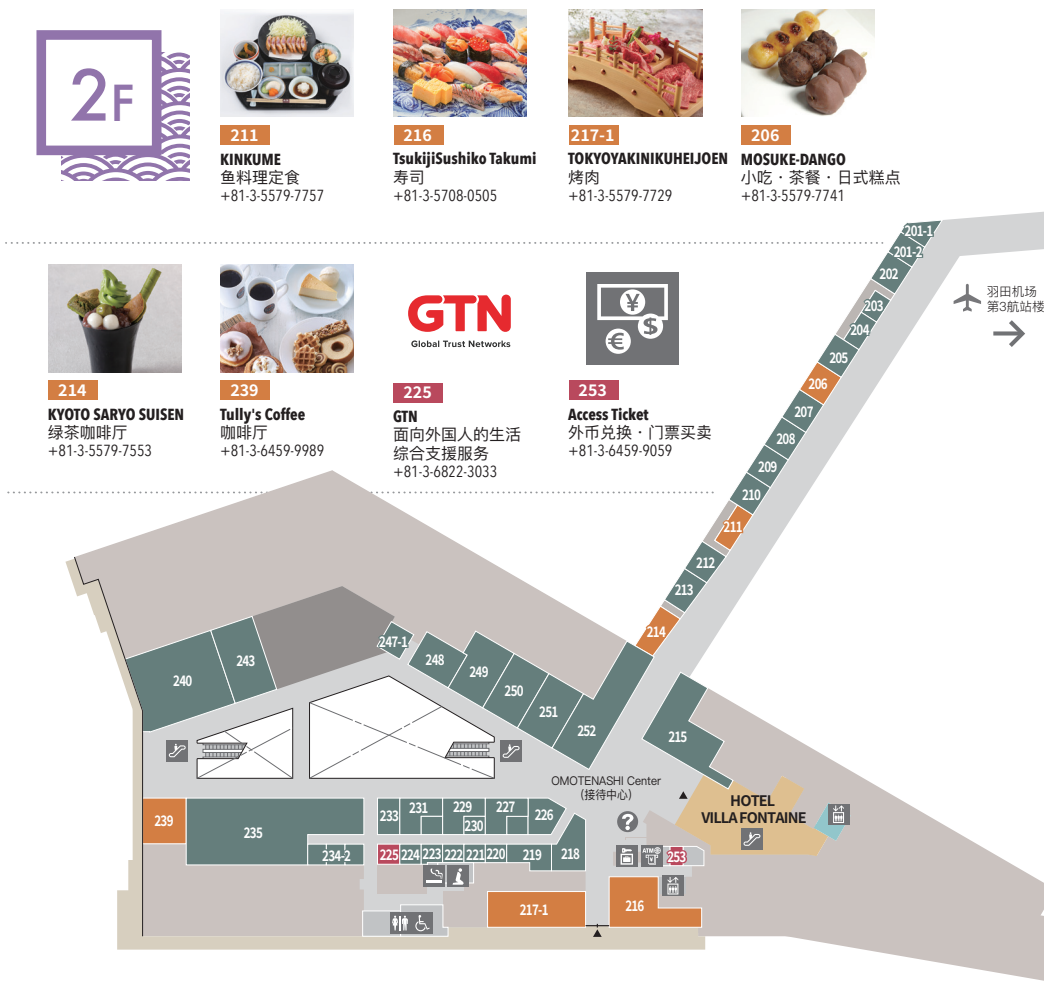 2F
211
KINKUME
鱼料理定食
+81-3-5579-7757
216
TsukijiSushiko Takumi
寿司
+81-3-5708-0505
217-1
TOKYOYAKINIKUHEIJOEN
烤肉
+81-3-5579-7729
206
MOSUKE-DANGO
小吃・茶餐・日式糕点
+81-3-5579-7741
214
KYOTO SARYO SUISEN
绿茶咖啡厅
+81-3-5579-7553
239
Tully's Coffee
咖啡厅
+81-3-6459-9989
GTN
Global Trust Networks
225
GTN
面向外国人的生活
综合支援服务
+81-3-6822-3033
¥
$
€
253
Access Ticket
外币兑换・门票买卖
+81-3-6459-9059
201-1
201-2
202
203
204
205
206
207
208
209
210
211
212
213
214
羽田机场
第3航站楼
247-1
248
249
250
251
252
243
240
215
OMOTENASHI Center
(接待中心)
HOTEL
VILLA FONTAINE
239
235
234-2
233
231
229
230
227
226
225
224
223
222
221
220
219
218
?
ATM
253
217-1
216